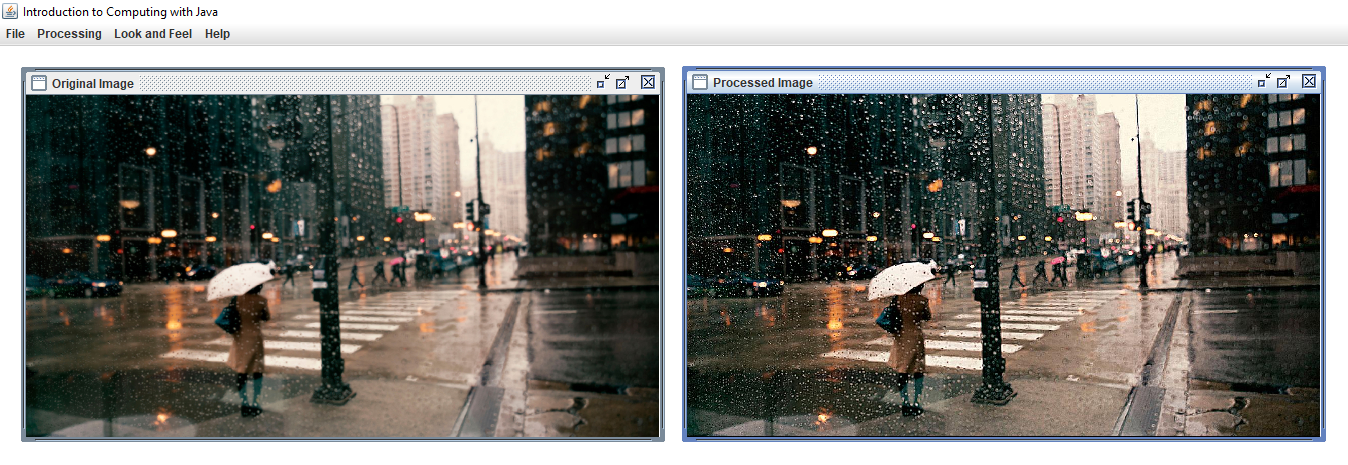 Introduction to Computing with Java
File Processing Look and Feel Help
Original Image
Processed Image